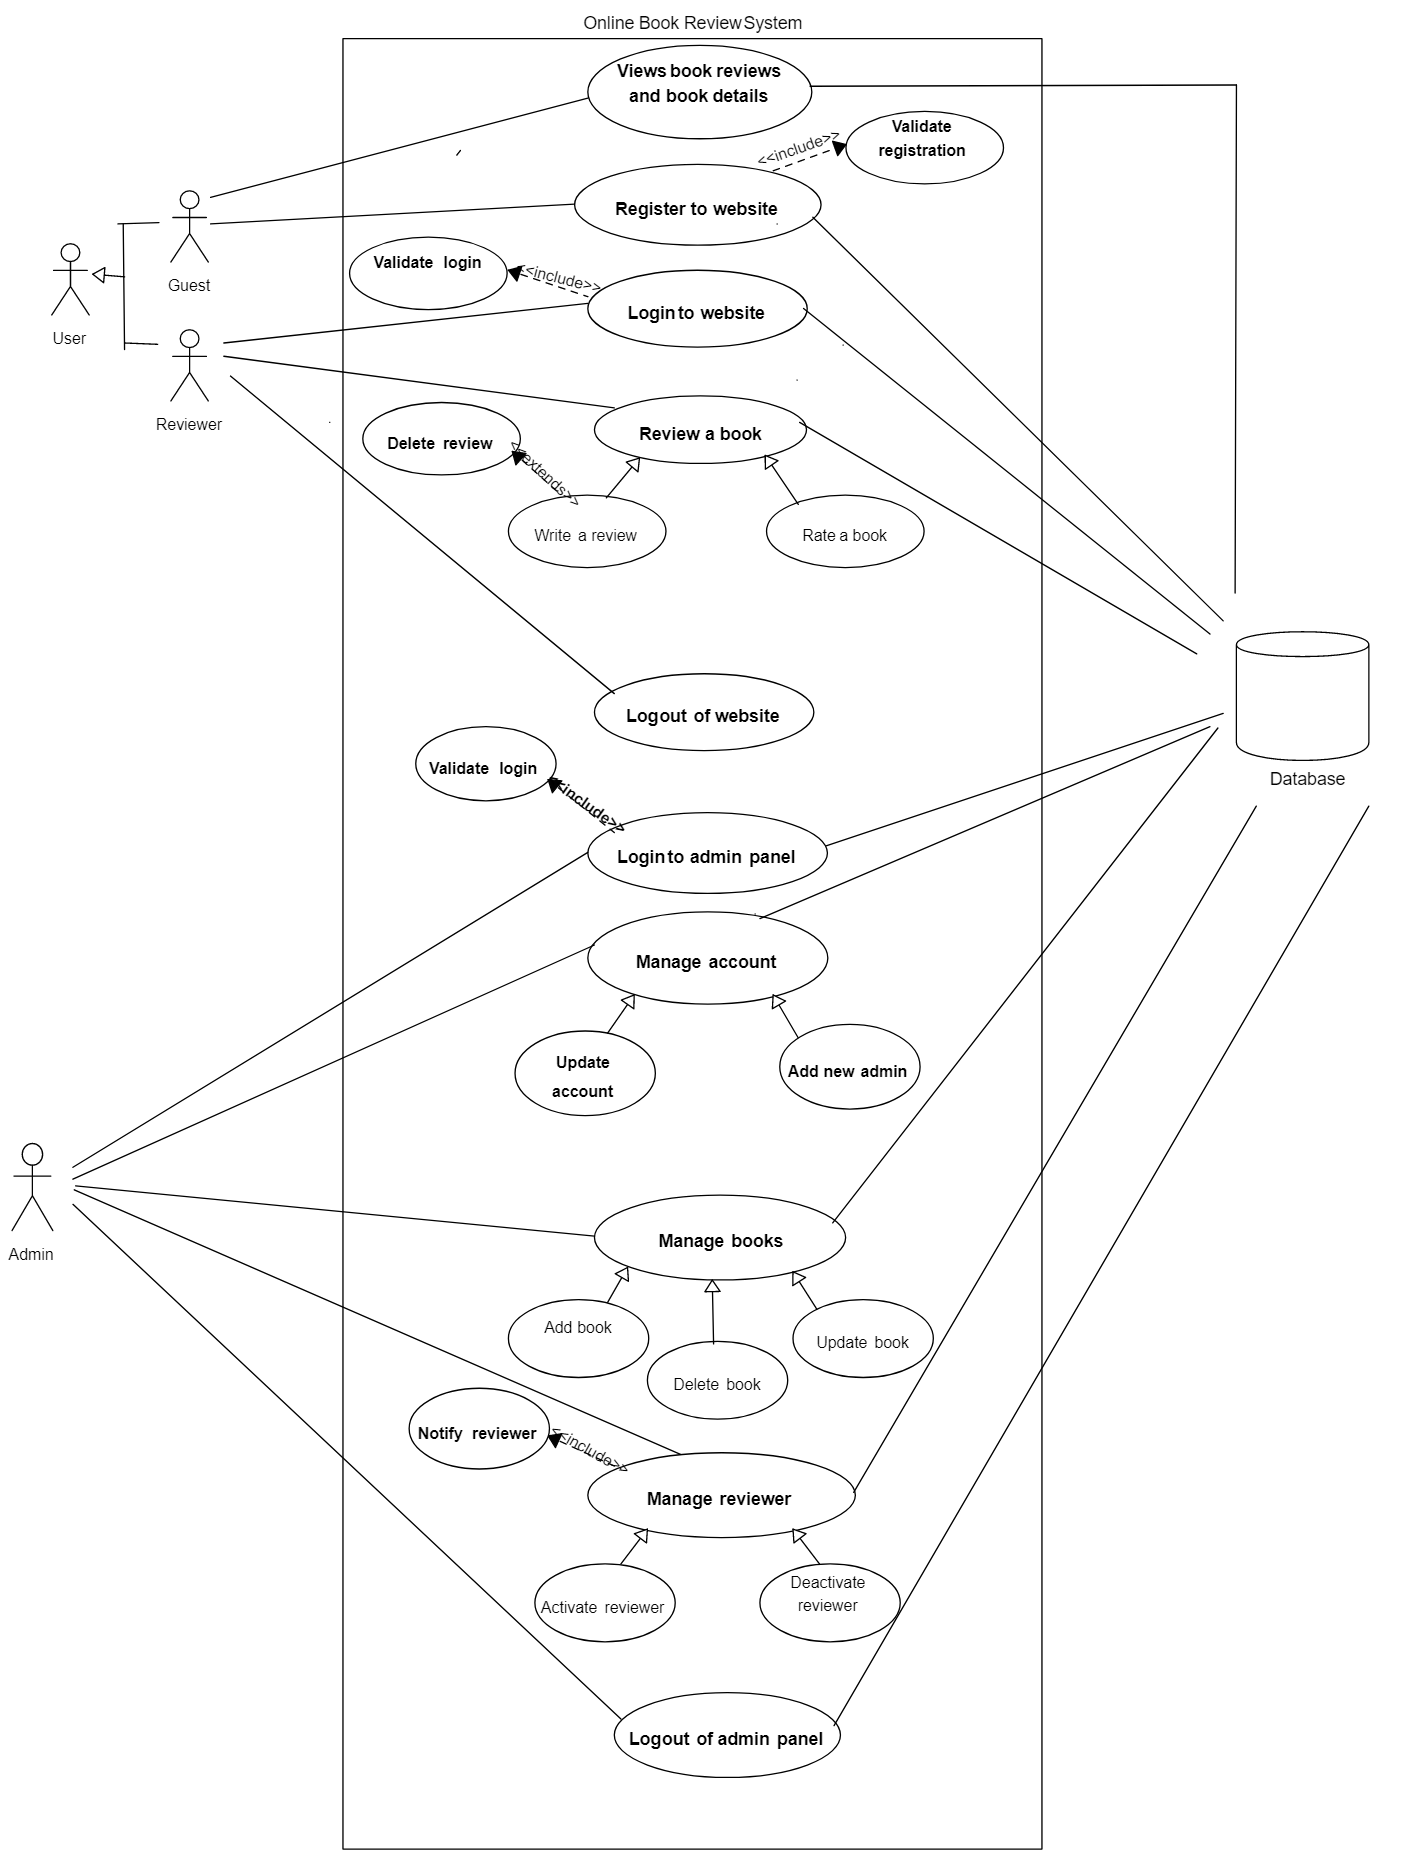 Online Book Review System
Views book reviews
and book details
<<include>>
Validate
registration
Register to website
Guest
User
Validate login
<<include>>
Login to website
Reviewer
Delete review
<<extends>>
Review a book
Write a review
Rate a book
Logout of website
Database
Validate login
<<include>>
Login to admin panel
Manage account
Update
account
Add new admin
Admin
Manage books
Add book
Delete book
Update book
Notify reviewer
<<include>>
Manage reviewer
Activate reviewer
Deactivate
reviewer
Logout of admin panel